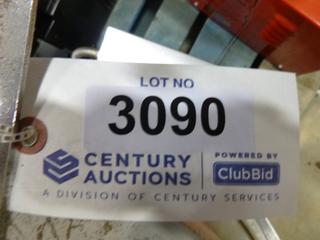 LOT NO
3090
CENTURY AUCTIONS
POWERED BY
ClubBid
A DIVISION OF CENTURY SERVICES